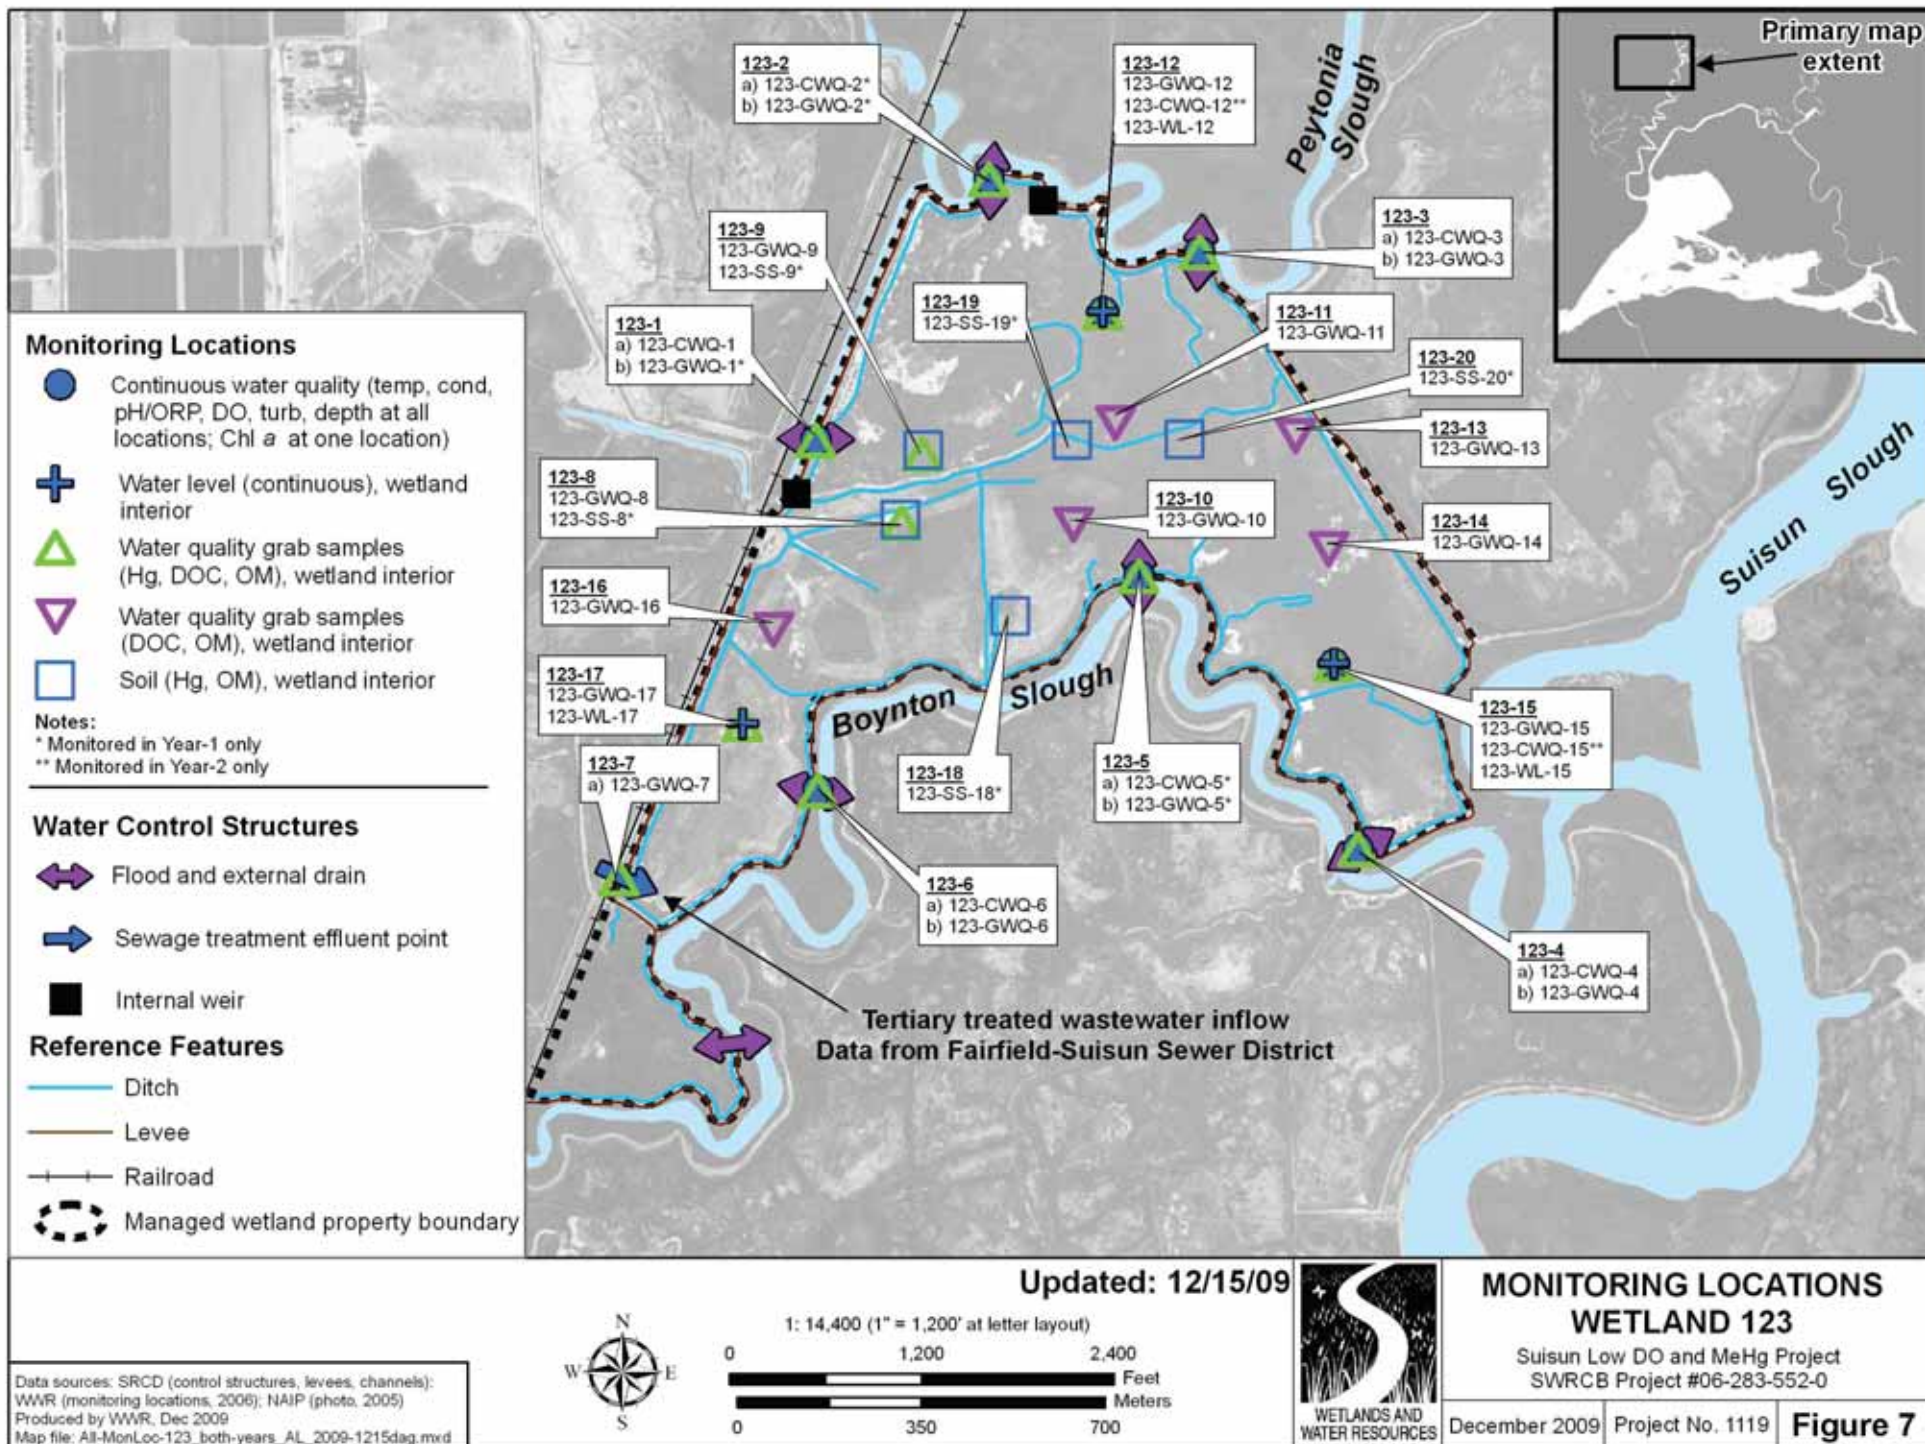 Primary map
extent
Peytonia
Slough
123-2
a) 123-CWQ-2*
b) 123-GWQ-2*
123-12
123-GWQ-12
123-CWQ-12**
123-WL-12
123-3
a) 123-CWQ-3
b) 123-GWQ-3
123-9
123-GWQ-9
123-SS-9*
123-19
123-SS-19*
123-11
123-GWQ-11
123-1
a) 123-CWQ-1
b) 123-GWQ-1*
123-20
123-SS-20*
123-13
123-GWQ-13
123-8
123-GWQ-8
123-SS-8*
123-10
123-GWQ-10
123-14
123-GWQ-14
Suisun Slough
123-16
123-GWQ-16
123-17
123-GWQ-17
123-WL-17
Boynton Slough
123-15
123-GWQ-15
123-CWQ-15**
123-WL-15
123-7
a) 123-GWQ-7
123-18
123-SS-18*
123-5
a) 123-CWQ-5*
b) 123-GWQ-5*
123-6
a) 123-CWQ-6
b) 123-GWQ-6
123-4
a) 123-CWQ-4
b) 123-GWQ-4
Tertiary treated wastewater inflow
Data from Fairfield-Suisun Sewer District
Monitoring Locations
Continuous water quality (temp, cond,
pH/ORP, DO, turb, depth at all
locations; Chl a at one location)
Water level (continuous), wetland
interior
Water quality grab samples
(Hg, DOC, OM), wetland interior
Water quality grab samples
(DOC, OM), wetland interior
Soil (Hg, OM), wetland interior
Notes:
* Monitored in Year-1 only
** Monitored in Year-2 only
Water Control Structures
Flood and external drain
Sewage treatment effluent point
Internal weir
Reference Features
Ditch
Levee
Railroad
Managed wetland property boundary
Updated: 12/15/09
1: 14,400 (1" = 1,200' at letter layout)
N
W E
S
0 1,200 2,400
Feet
Meters
0 350 700
Data sources: SRCD (control structures, levees, channels);
WWR (monitoring locations, 2006); NAIP (photo, 2005)
Produced by WWR, Dec 2009
Map file: All-MonLoc-123_both-years_AL_2009-1215dag.mxd
WETLANDS AND
WATER RESOURCES
MONITORING LOCATIONS
WETLAND 123
Suisun Low DO and MeHg Project
SWRCB Project #06-283-552-0
December 2009
Project No. 1119
Figure 7